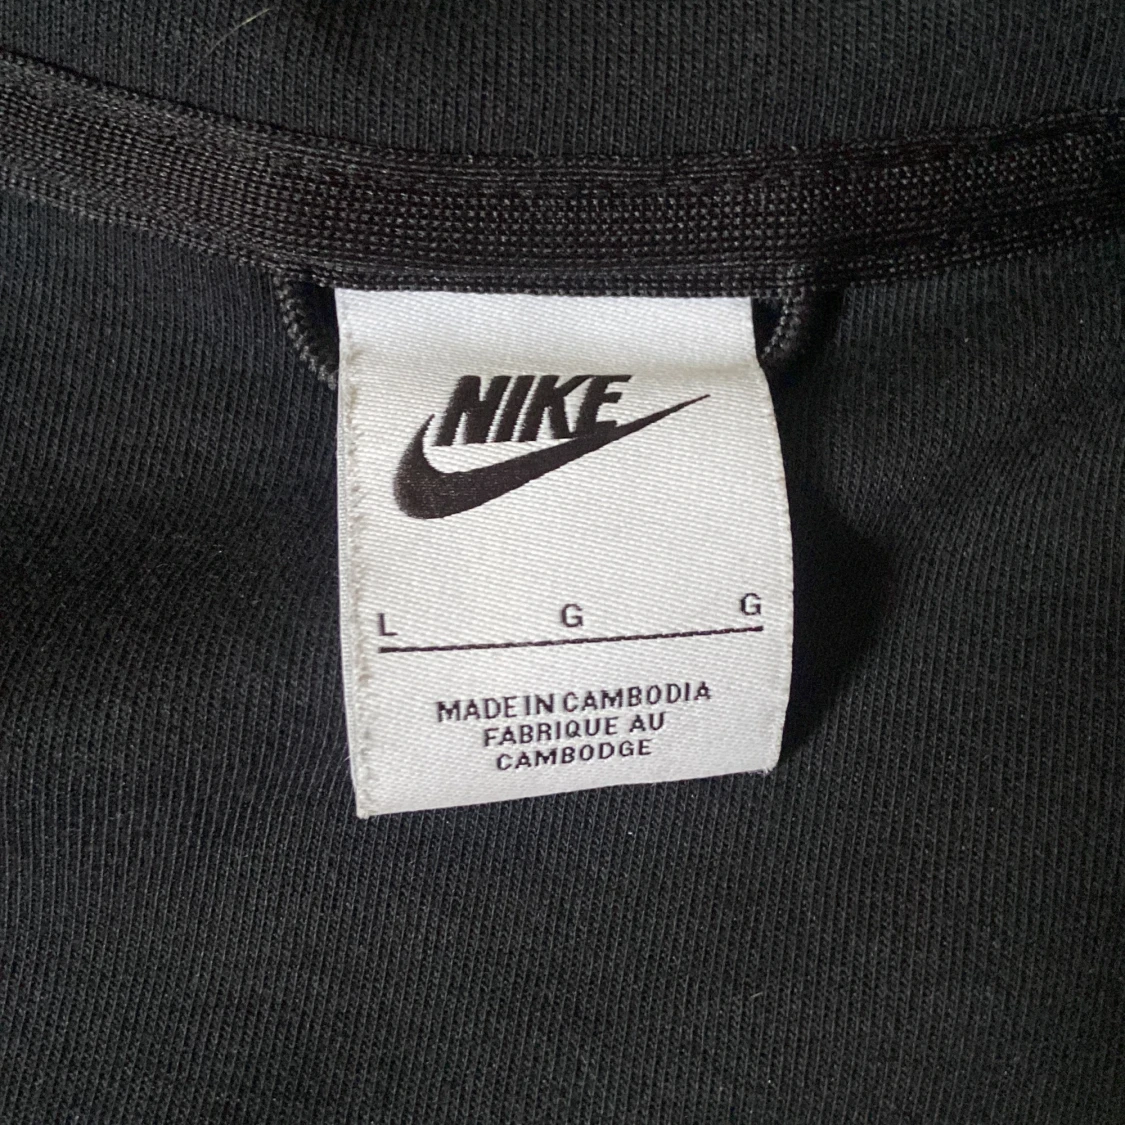 NIKE
L G G
MADE IN CAMBODIA
FABRIQUE AU
CAMBODGE